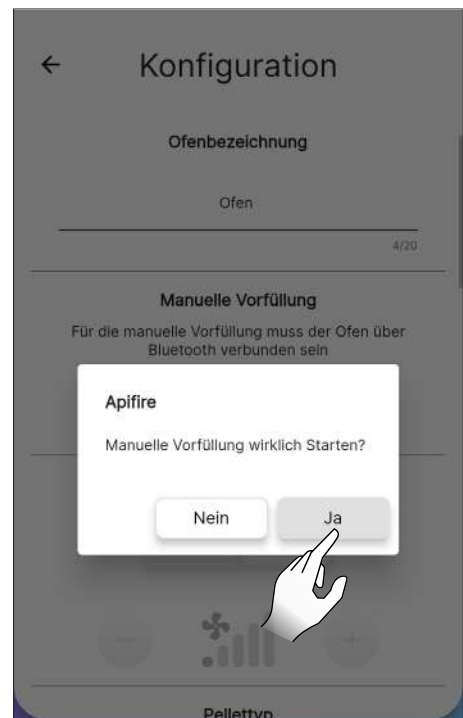 Konfiguration
Ofenbezeichnung
Ofen
4/20
Manuelle Vorfüllung
Für die manuelle Vorfüllung muss der Ofen über
Bluetooth verbunden sein
Apifire
Manuelle Vorfüllung wirklich Starten?
Nein Ja
Pellettyp